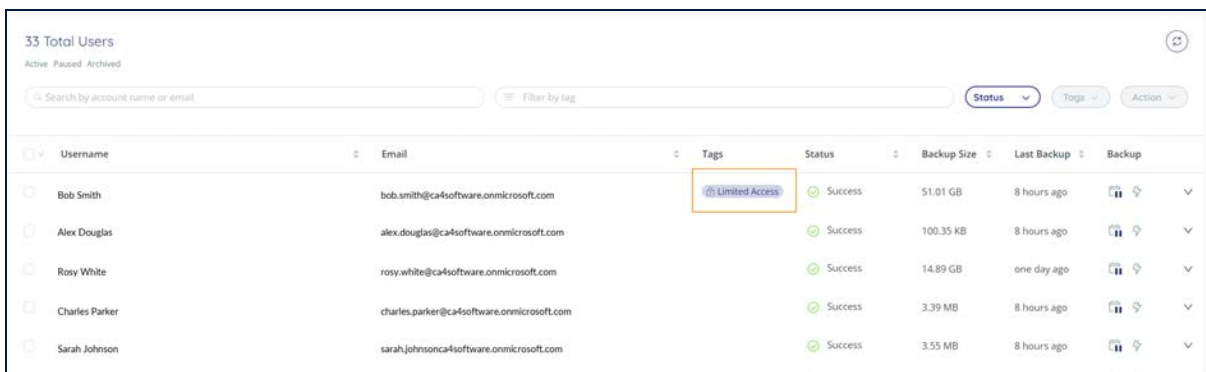 33 Total Users
Active Paused Archived
Search by account name or email Filter by tag Status Tags Action
Username Email Tags Status Backup Size Last Backup Backup
Bob Smith bob.smith@ca4software.onmicrosoft.com Limited Access Success 51.01 GB 8 hours ago
Alex Douglas alex.douglas@ca4software.onmicrosoft.com Success 100.35 KB 8 hours ago
Rosy White rosy.white@ca4software.onmicrosoft.com Success 14.89 GB one day ago
Charles Parker charles.parker@ca4software.onmicrosoft.com Success 3.39 MB 8 hours ago
Sarah Johnson sarah.johnsonca4software.onmicrosoft.com Success 3.55 MB 8 hours ago